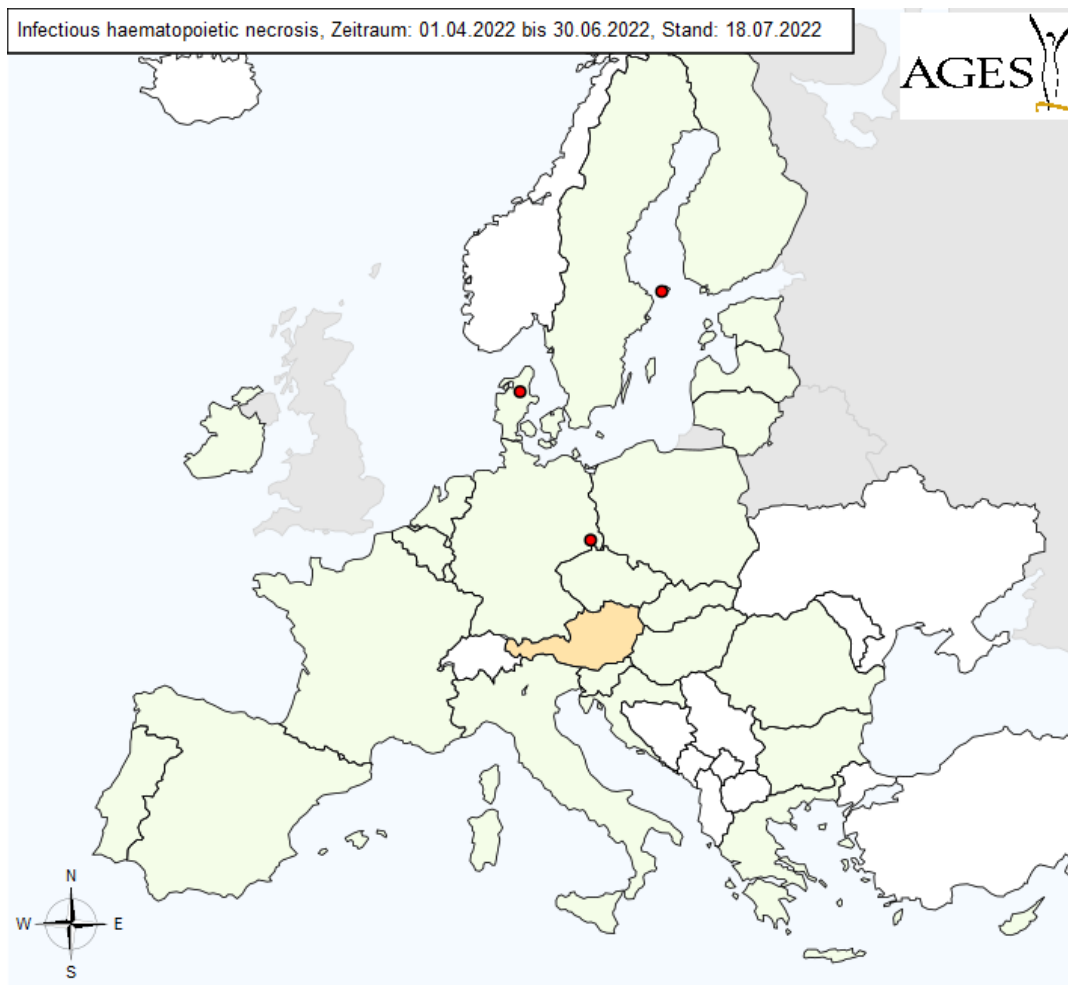 Infectious haematopoietic necrosis, Zeitraum: 01.04.2022 bis 30.06.2022, Stand: 18.07.2022
AGES
N
W
E
S